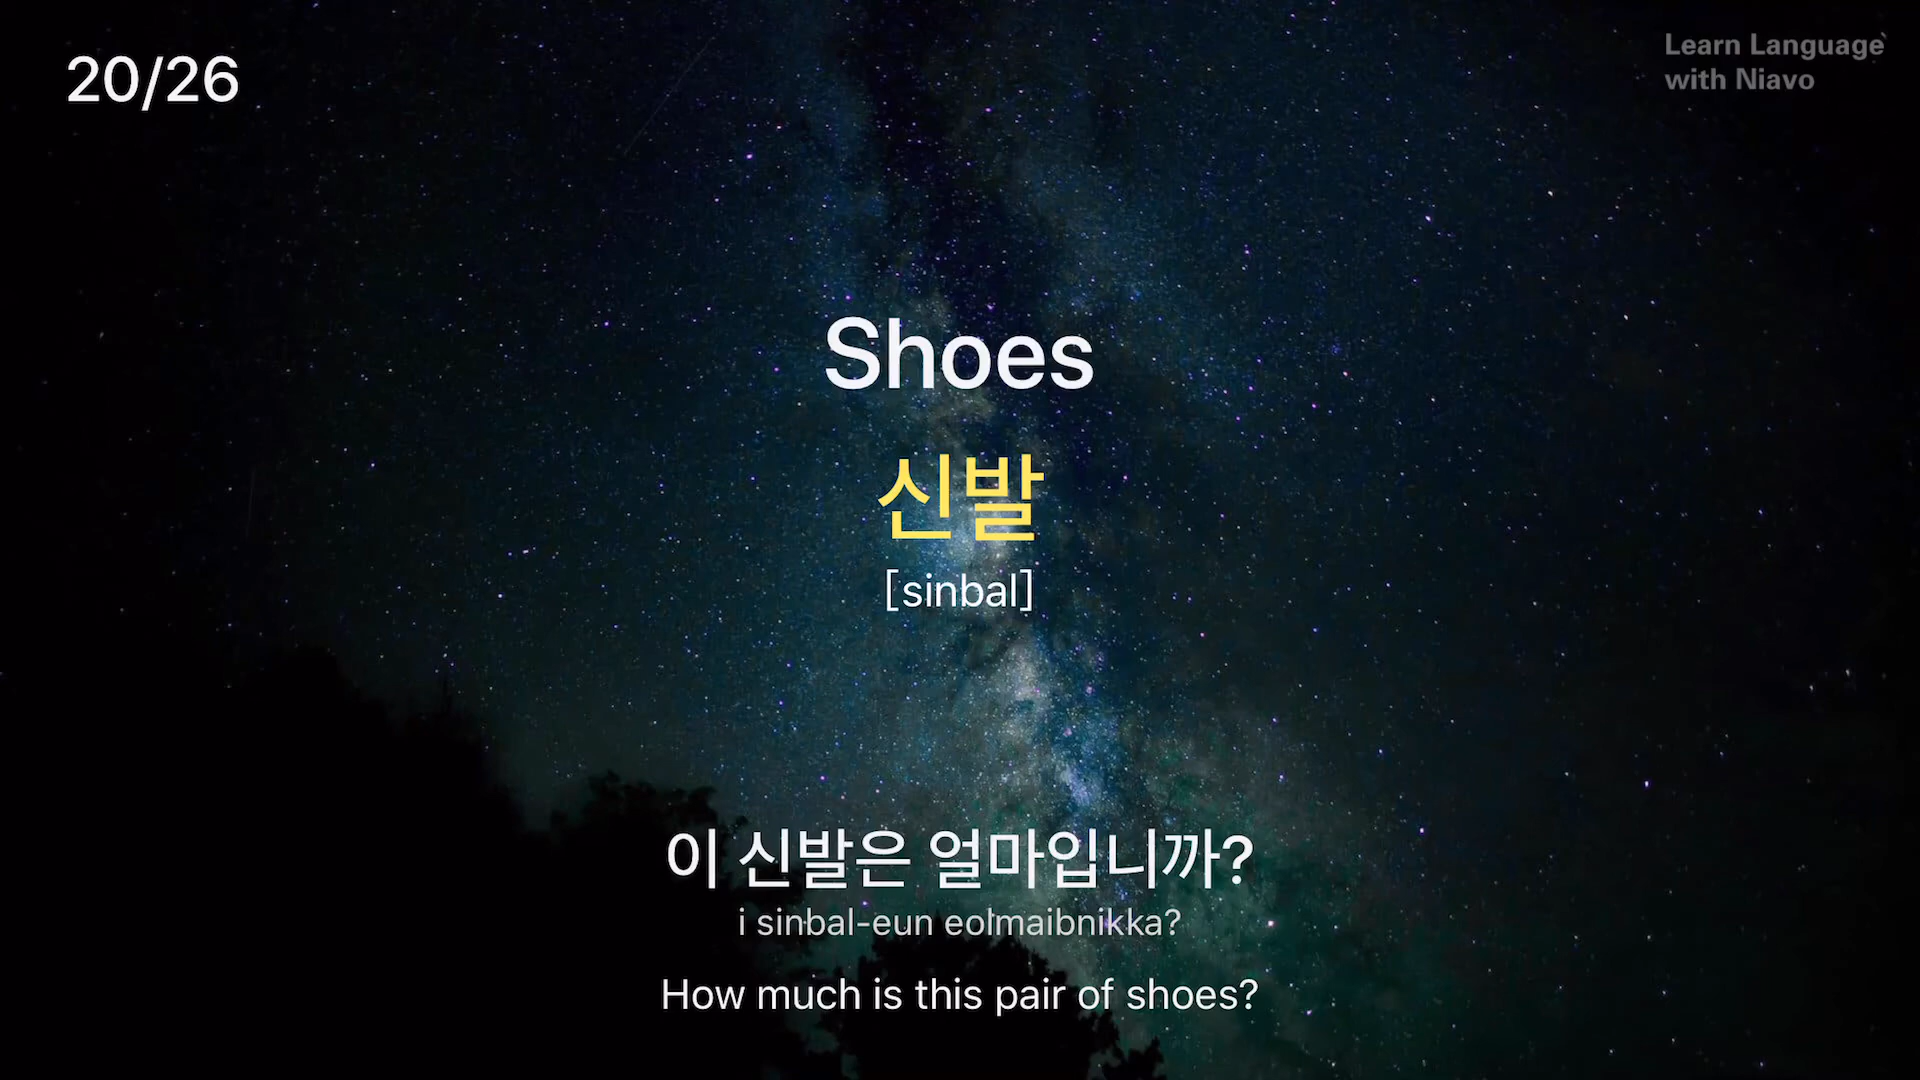 20/26
Learn Language
with Niavo
Shoes
신발
[sinbal]
이 신발은 얼마입니까?
i sinbal-eun eolmaibnikka?
How much is this pair of shoes?